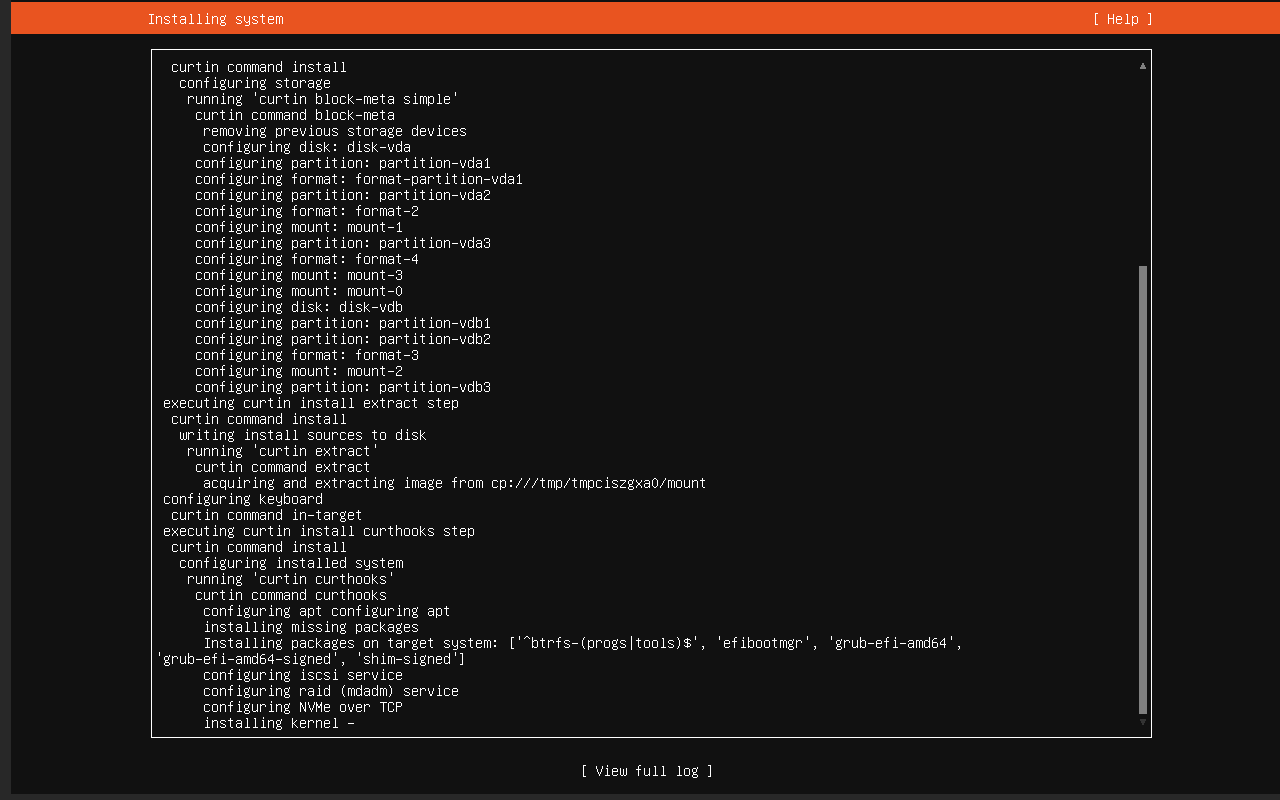 Installing system
[ Help ]
curtin command install
configuring storage
running 'curtin block-meta simple'
curtin command block-meta
removing previous storage devices
configuring disk: disk-vda
configuring partition: partition-vda1
configuring format: format-partition-vda1
configuring partition: partition-vda2
configuring format: format-2
configuring mount: mount-1
configuring partition: partition-vda3
configuring format: format-4
configuring mount: mount-3
configuring mount: mount-0
configuring disk: disk-vdb
configuring partition: partition-vdb1
configuring partition: partition-vdb2
configuring format: format-3
configuring mount: mount-2
configuring partition: partition-vdb3
executing curtin install extract step
curtin command install
writing install sources to disk
running 'curtin extract'
curtin command extract
acquiring and extracting image from cp:///tmp/tmpciszgxa0/mount
configuring keyboard
curtin command in-target
executing curtin install curthooks step
curtin command install
configuring installed system
running 'curtin curthooks'
curtin command curthooks
configuring apt configuring apt
installing missing packages
Installing packages on target system: ['^btrfs-(progs|tools)$', 'efibootmgr', 'grub-efi-amd64',
'grub-efi-amd64-signed', 'shim-signed']
configuring iscsi service
configuring raid (mdadm) service
configuring NVMe over TCP
installing kernel -
[ View full log ]